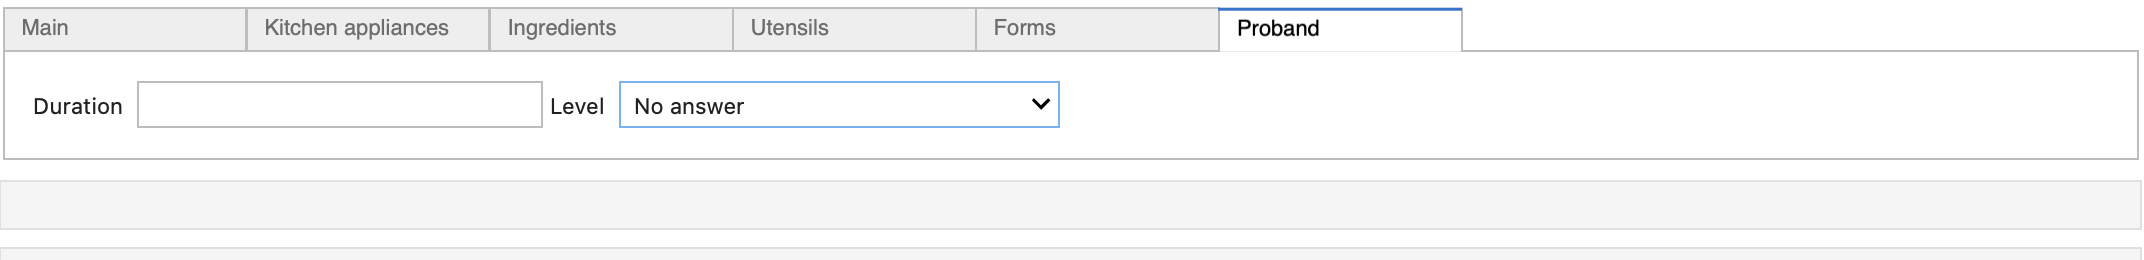 Main Kitchen appliances Ingredients Utensils Forms Proband
Duration Level No answer